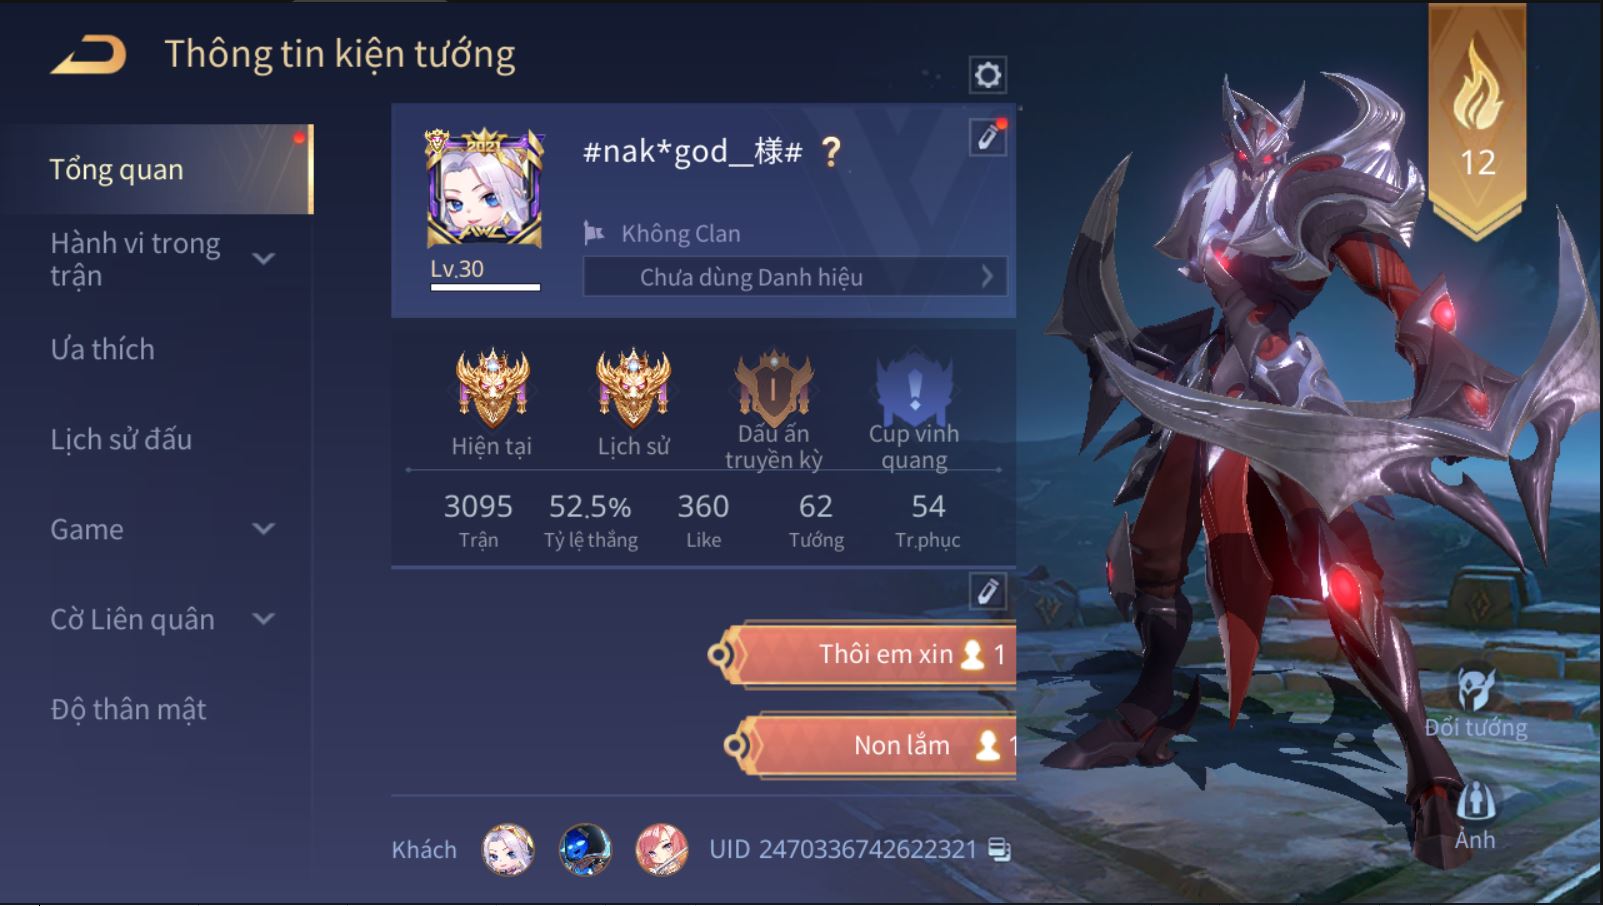 Thông tin kiện tướng
12
Tổng quan
Hành vi trong
trận
Ưa thích
Lịch sử đấu
Game
Cờ Liên quân
Độ thân mật
2021
AWC
Lv.30
#nak*god__様# ?
Không Clan
Chưa dùng Danh hiệu
I
Hiện tại
Lịch sử
Dấu ấn
truyền kỳ
Cup vinh
quang
3095 52.5% 360 62 54
Trận Tỷ lệ thắng Like Tướng Tr.phục
Thôi em xin 1
Non lắm 1
Khách
UID 2470336742622321
Đổi tướng
Ảnh